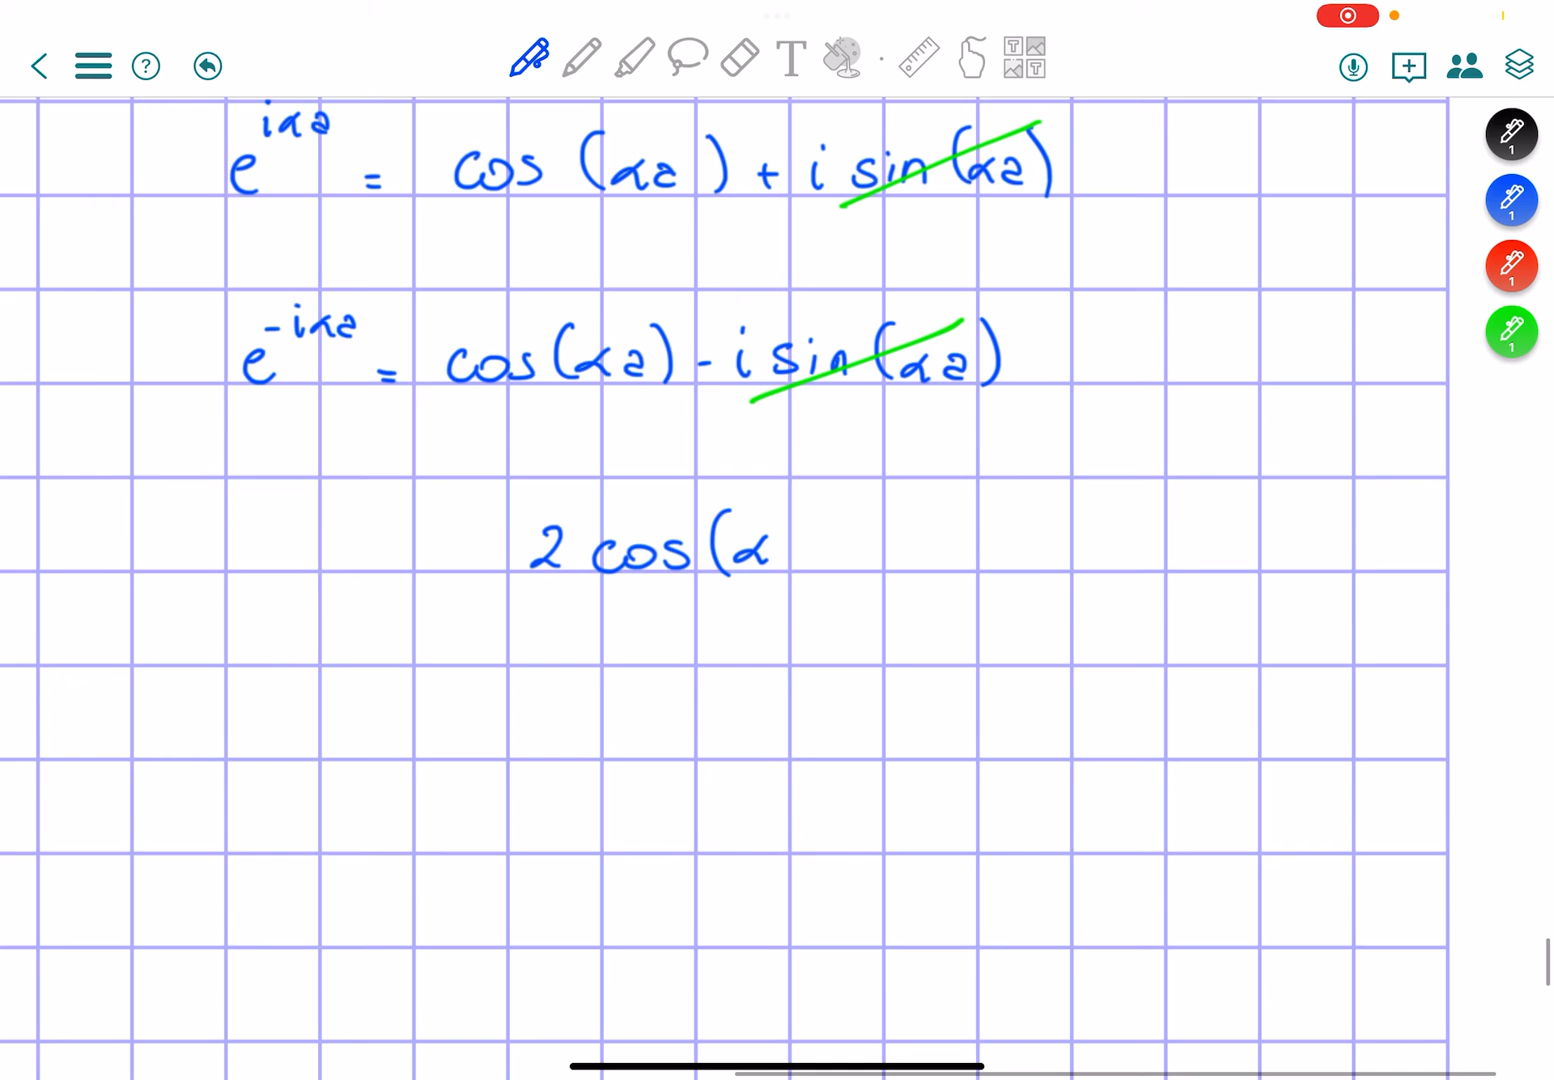 e^{iαa} = cos (αa) + i sin (αa)
e^{-iαa} = cos(αa) - i sin (αa)
2 cos(α